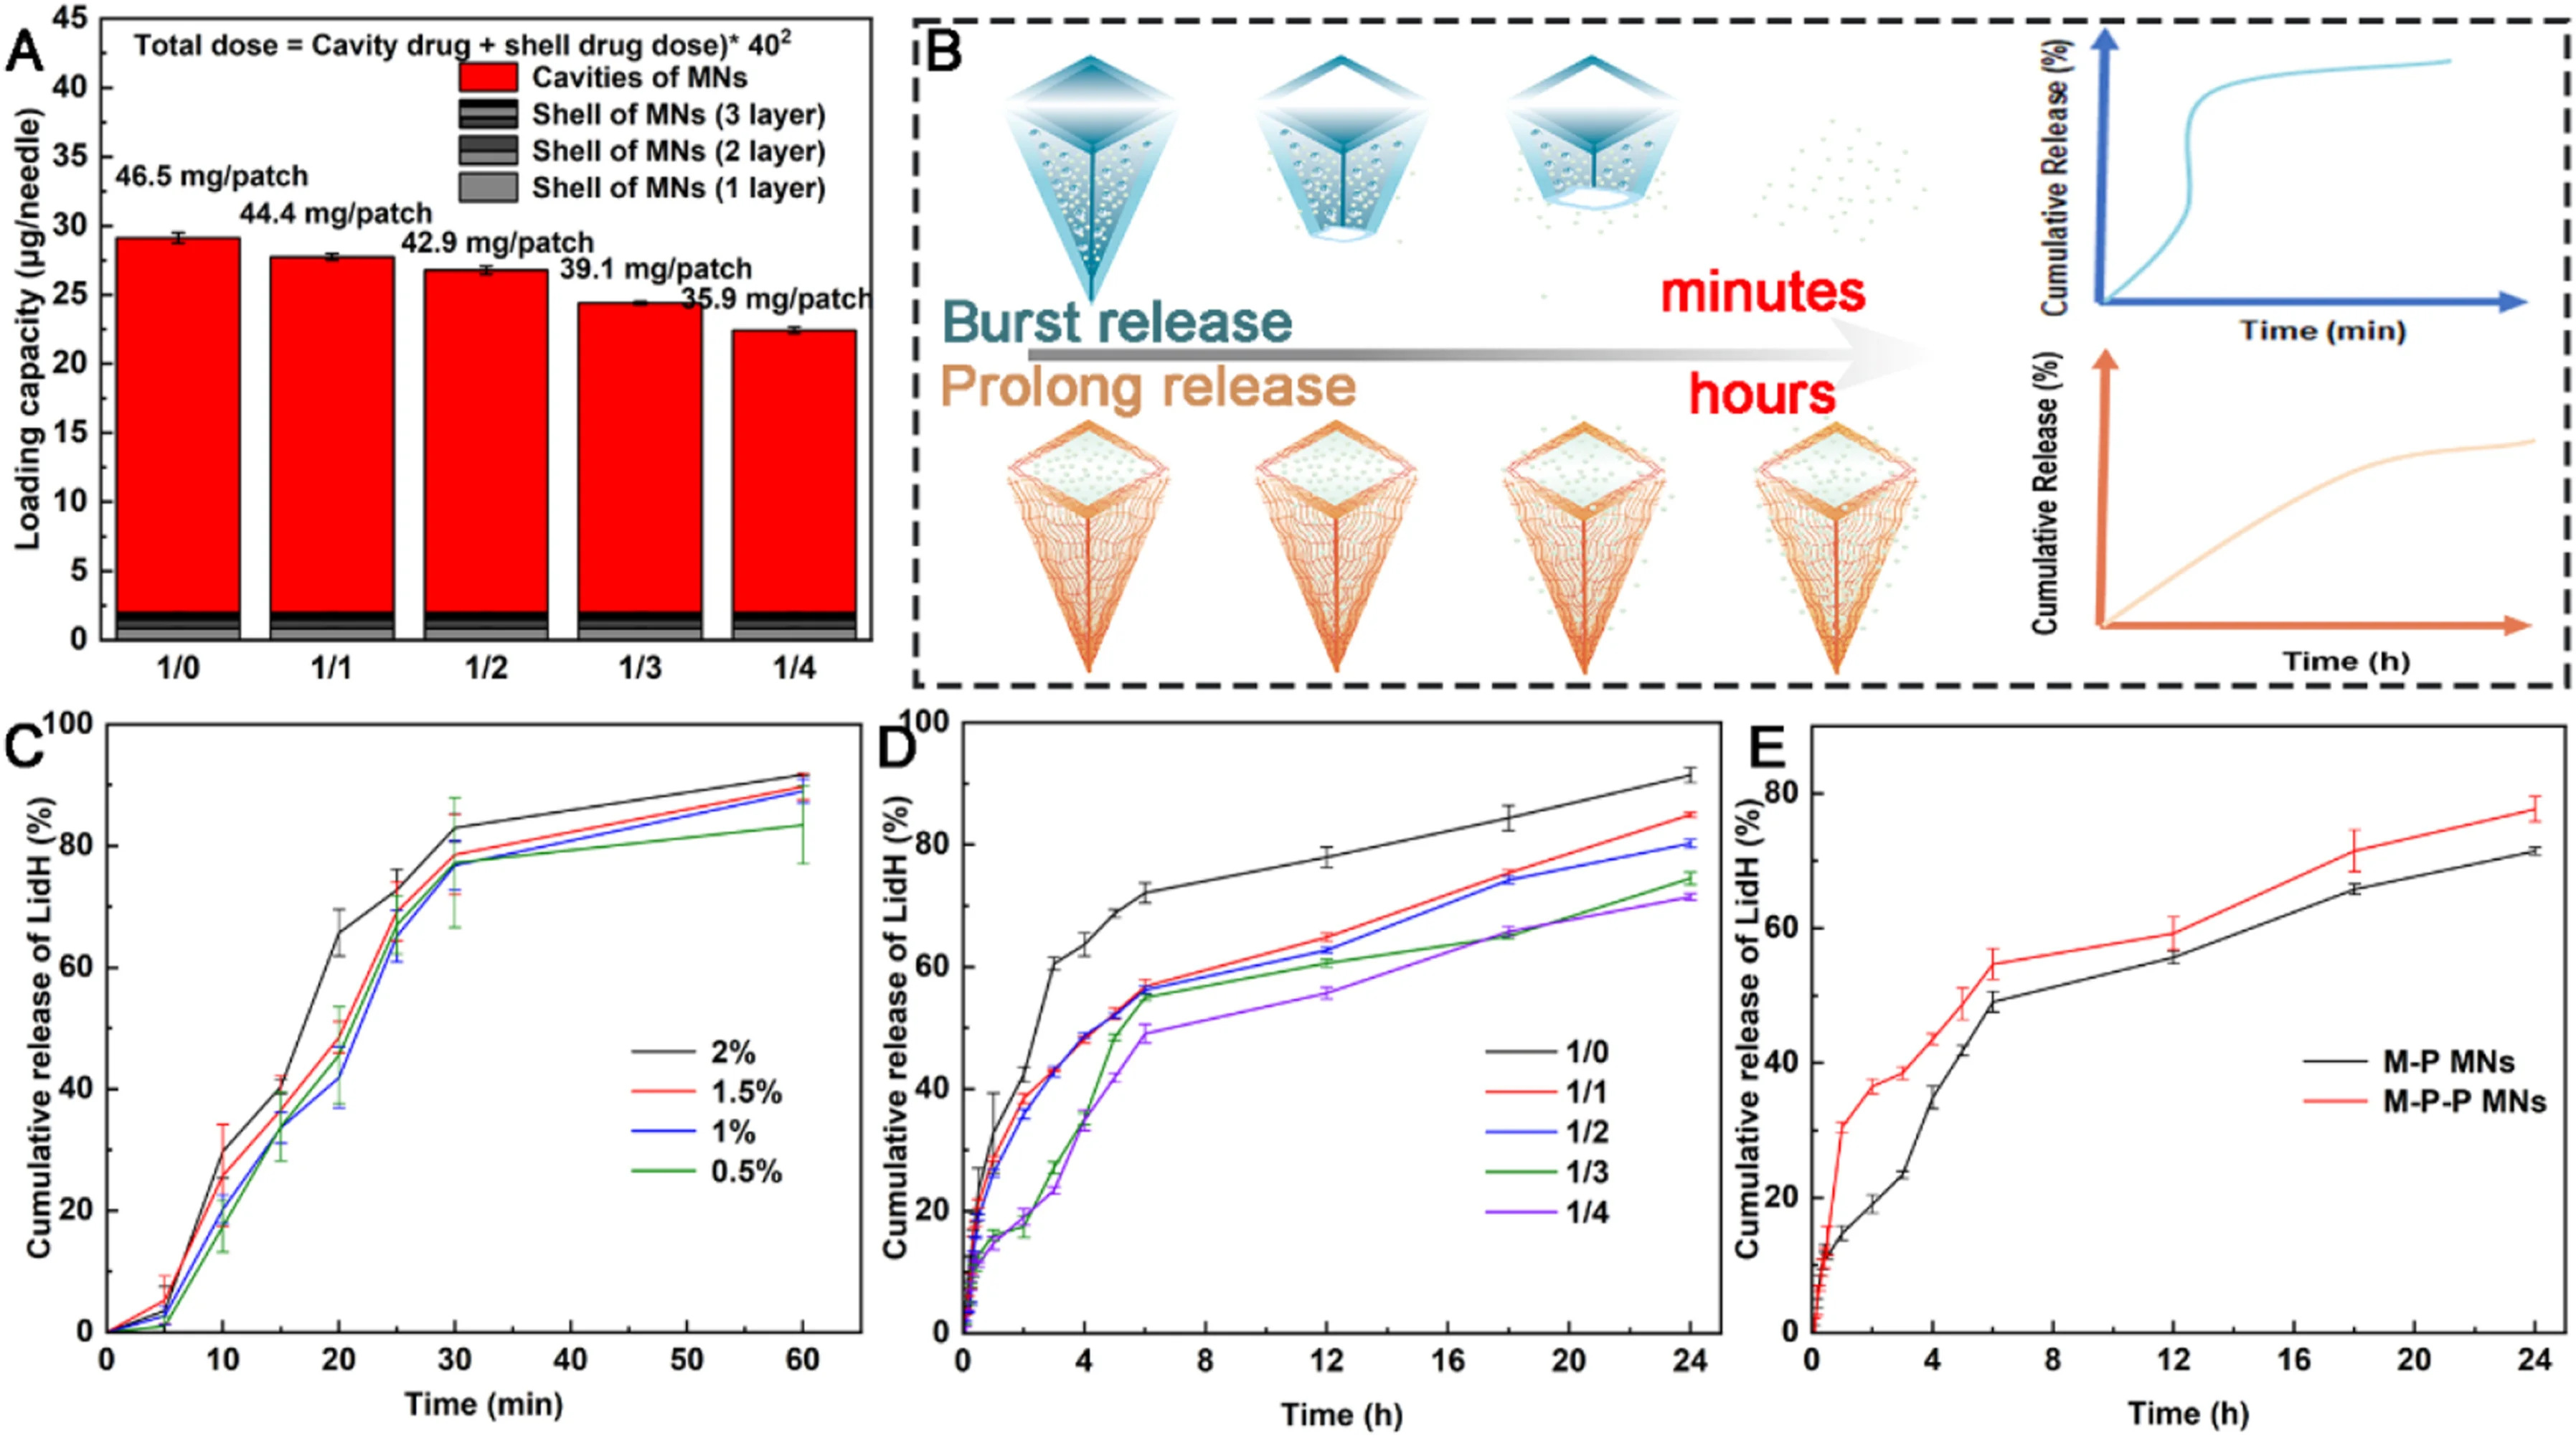 A
Total dose = Cavity drug + shell drug dose)* 40²
Cavities of MNs
Shell of MNs (3 layer)
Shell of MNs (2 layer)
Shell of MNs (1 layer)
46.5 mg/patch
44.4 mg/patch
42.9 mg/patch
39.1 mg/patch
35.9 mg/patch
Loading capacity (µg/needle)
45
40
35
30
25
20
15
10
5
0
1/0 1/1 1/2 1/3 1/4
B
Burst release
minutes
Prolong release
hours
Cumulative Release (%)
Time (min)
Cumulative Release (%)
Time (h)
C
Cumulative release of LidH (%)
100
80
60
40
20
0
2%
1.5%
1%
0.5%
0 10 20 30 40 50 60
Time (min)
D
Cumulative release of LidH (%)
100
80
60
40
20
0
1/0
1/1
1/2
1/3
1/4
0 4 8 12 16 20 24
Time (h)
E
Cumulative release of LidH (%)
80
60
40
20
0
M-P MNs
M-P-P MNs
0 4 8 12 16 20 24
Time (h)